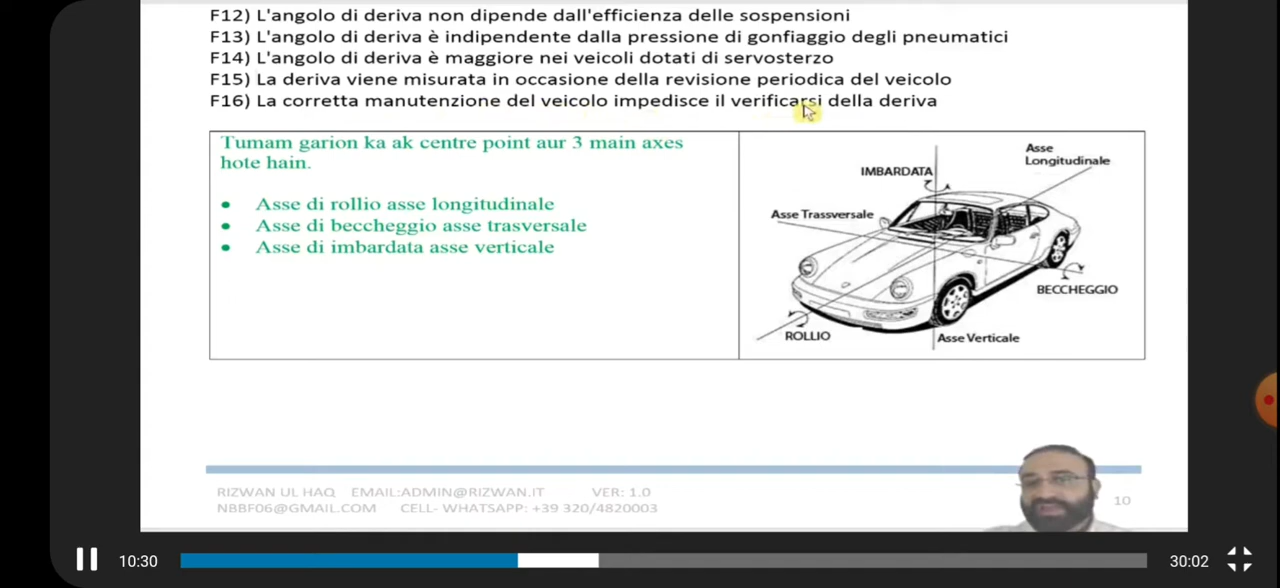 F12) L'angolo di deriva non dipende dall'efficienza delle sospensioni
F13) L'angolo di deriva è indipendente dalla pressione di gonfiaggio degli pneumatici
F14) L'angolo di deriva è maggiore nei veicoli dotati di servosterzo
F15) La deriva viene misurata in occasione della revisione periodica del veicolo
F16) La corretta manutenzione del veicolo impedisce il verificarsi della deriva
Tumam garion ka ak centre point aur 3 main axes
hote hain.
• Asse di rollio asse longitudinale
• Asse di beccheggio asse trasversale
• Asse di imbardata asse verticale
Asse
Longitudinale
IMBARDATA
Asse Trassversale
BECCHEGGIO
ROLLIO
Asse Verticale
RIZWAN UL HAQ EMAIL:ADMIN@RIZWAN.IT VER: 1.0
NBBF06@GMAIL.COM CELL- WHATSAPP: +39 320/4820003
10
10:30
30:02